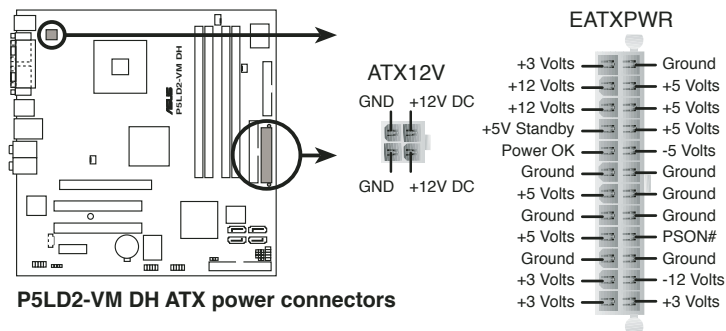 EATXPWR
ATX12V
GND +12V DC
GND +12V DC
+3 Volts Ground
+12 Volts +5 Volts
+12 Volts +5 Volts
+5V Standby +5 Volts
Power OK -5 Volts
Ground Ground
+5 Volts Ground
Ground Ground
+5 Volts PSON#
Ground Ground
+3 Volts -12 Volts
+3 Volts +3 Volts
ASUS
P5LD2-VM DH
P5LD2-VM DH ATX power connectors